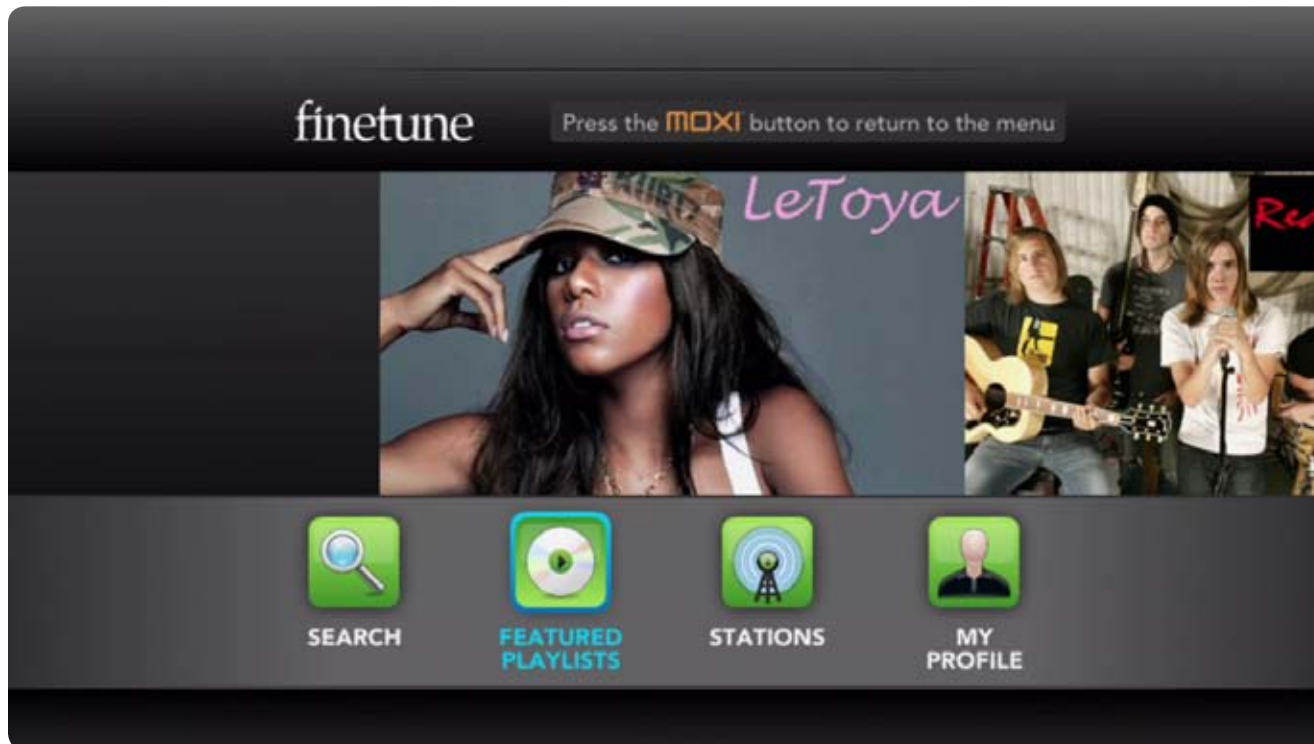 finetune
Press the MOXI button to return to the menu
LeToya
SEARCH
FEATURED
PLAYLISTS
STATIONS
MY
PROFILE